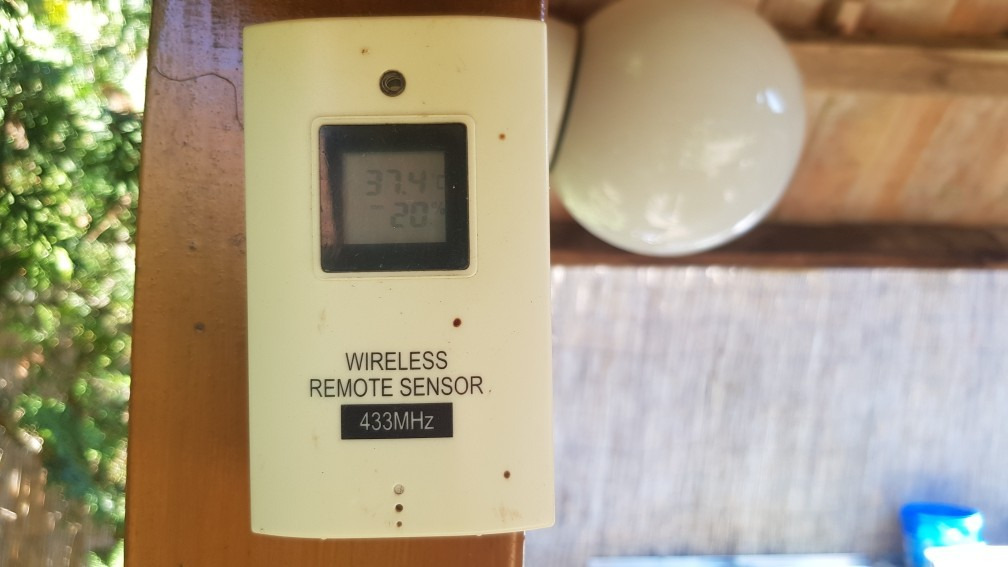 37.4°C
20%
WIRELESS
REMOTE SENSOR
433MHz